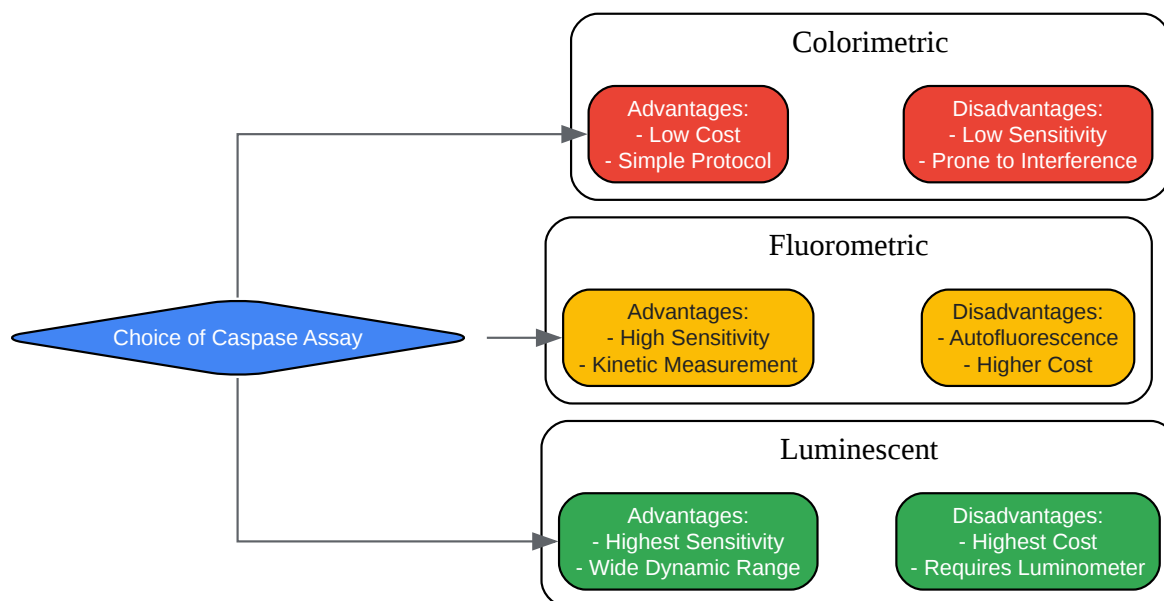 Choice of Caspase Assay
Colorimetric
Advantages:
- Low Cost
- Simple Protocol
Disadvantages:
- Low Sensitivity
- Prone to Interference
Fluorometric
Advantages:
- High Sensitivity
- Kinetic Measurement
Disadvantages:
- Autofluorescence
- Higher Cost
Luminescent
Advantages:
- Highest Sensitivity
- Wide Dynamic Range
Disadvantages:
- Highest Cost
- Requires Luminometer